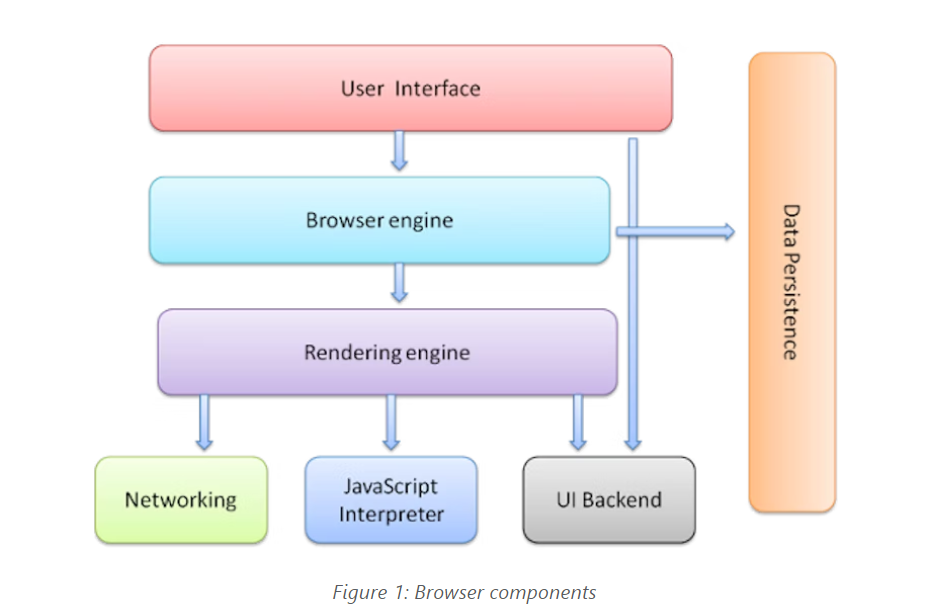 User Interface
Browser engine
Data Persistence
Rendering engine
Networking
JavaScript
Interpreter
UI Backend
Figure 1: Browser components